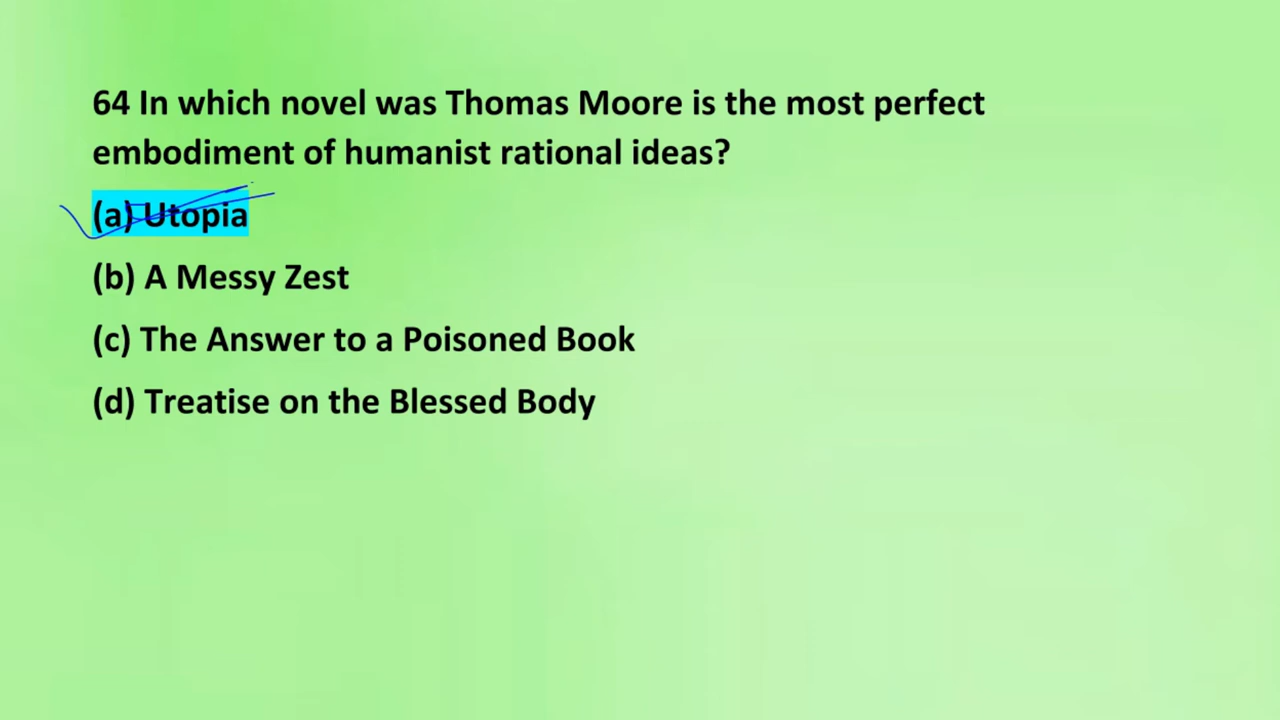 64 In which novel was Thomas Moore is the most perfect
embodiment of humanist rational ideas?
(a) Utopia
(b) A Messy Zest
(c) The Answer to a Poisoned Book
(d) Treatise on the Blessed Body